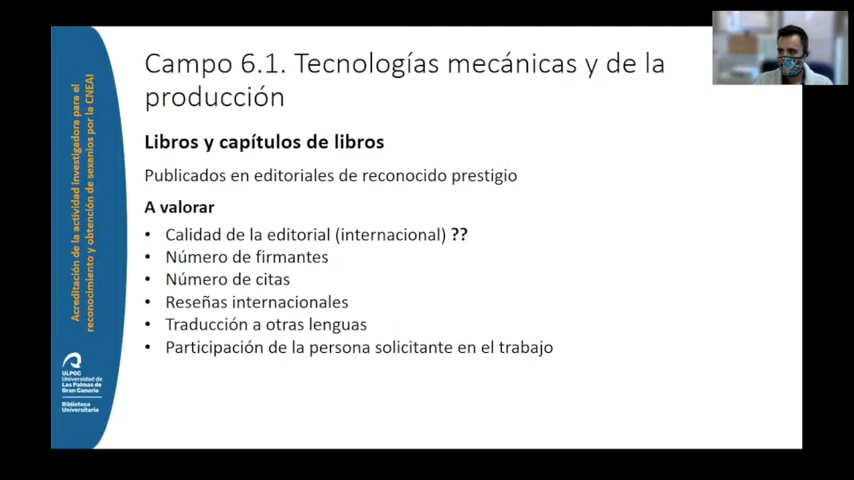 Campo 6.1. Tecnologías mecánicas y de la
producción
Libros y capítulos de libros
Publicados en editoriales de reconocido prestigio
A valorar
• Calidad de la editorial (internacional) ??
• Número de firmantes
• Número de citas
• Reseñas internacionales
• Traducción a otras lenguas
• Participación de la persona solicitante en el trabajo
Acreditación de la actividad investigadora para el
reconocimiento y obtención de sexenios por la CNEAI
ULPGC
Universidad de
Las Palmas de
Gran Canaria
Biblioteca
Universitaria